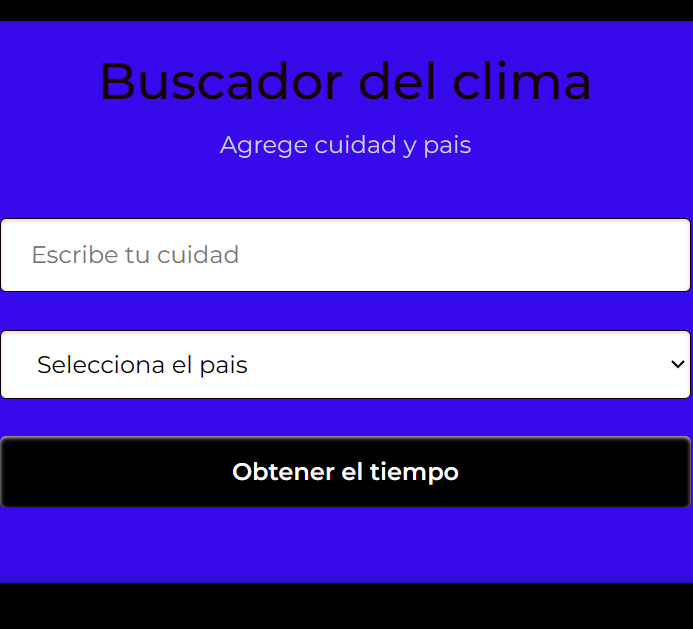 Buscador del clima
Agrege cuidad y pais
Escribe tu cuidad
Selecciona el pais
Obtener el tiempo